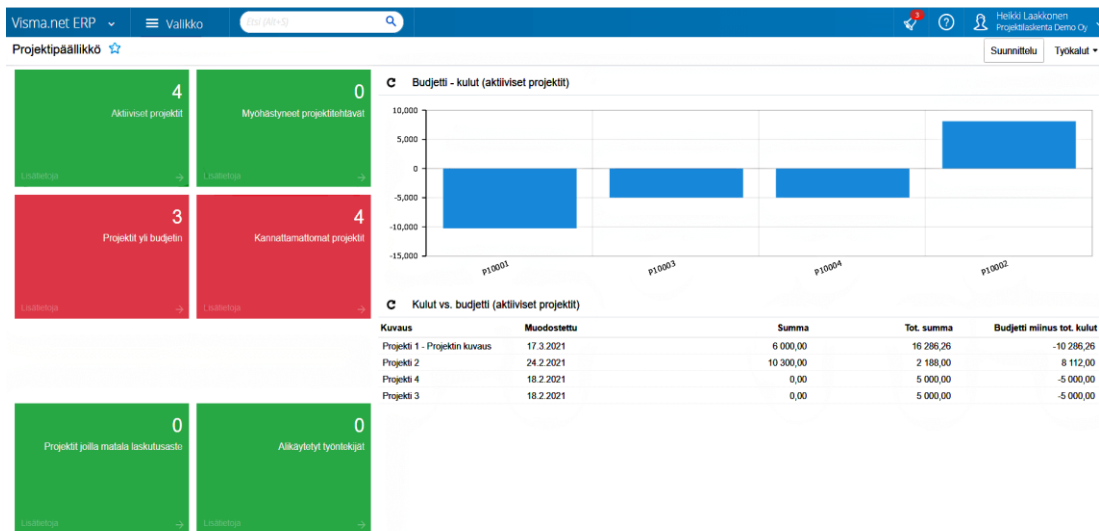 Visma.net ERP Valikko Etsi (Alt+S) 3 Heikki Laakkonen
Projektilaskenta Demo Oy
Projektipäällikkö Suunnittelu Työkalut
4
Aktiiviset projektit
Lisätietoja
0
Myöhästyneet projektitehtävät
Lisätietoja
3
Projektit yli budjetin
Lisätietoja
4
Kannattamattomat projektit
Lisätietoja
0
Projektit joilla matala laskutusaste
Lisätietoja
0
Alikäytetyt työntekijät
Lisätietoja
Budjetti - kulut (aktiiviset projektit)
10,000
5,000
0
-5,000
-10,000
-15,000
P10001 P10003 P10004 P10002
Kulut vs. budjetti (aktiiviset projektit)
Kuvaus Muodostettu Summa Tot. summa Budjetti miinus tot. kulut
Projekti 1 - Projektin kuvaus 17.3.2021 6 000,00 16 286,26 -10 286,26
Projekti 2 24.2.2021 10 300,00 2 188,00 8 112,00
Projekti 4 18.2.2021 0,00 5 000,00 -5 000,00
Projekti 3 18.2.2021 0,00 5 000,00 -5 000,00